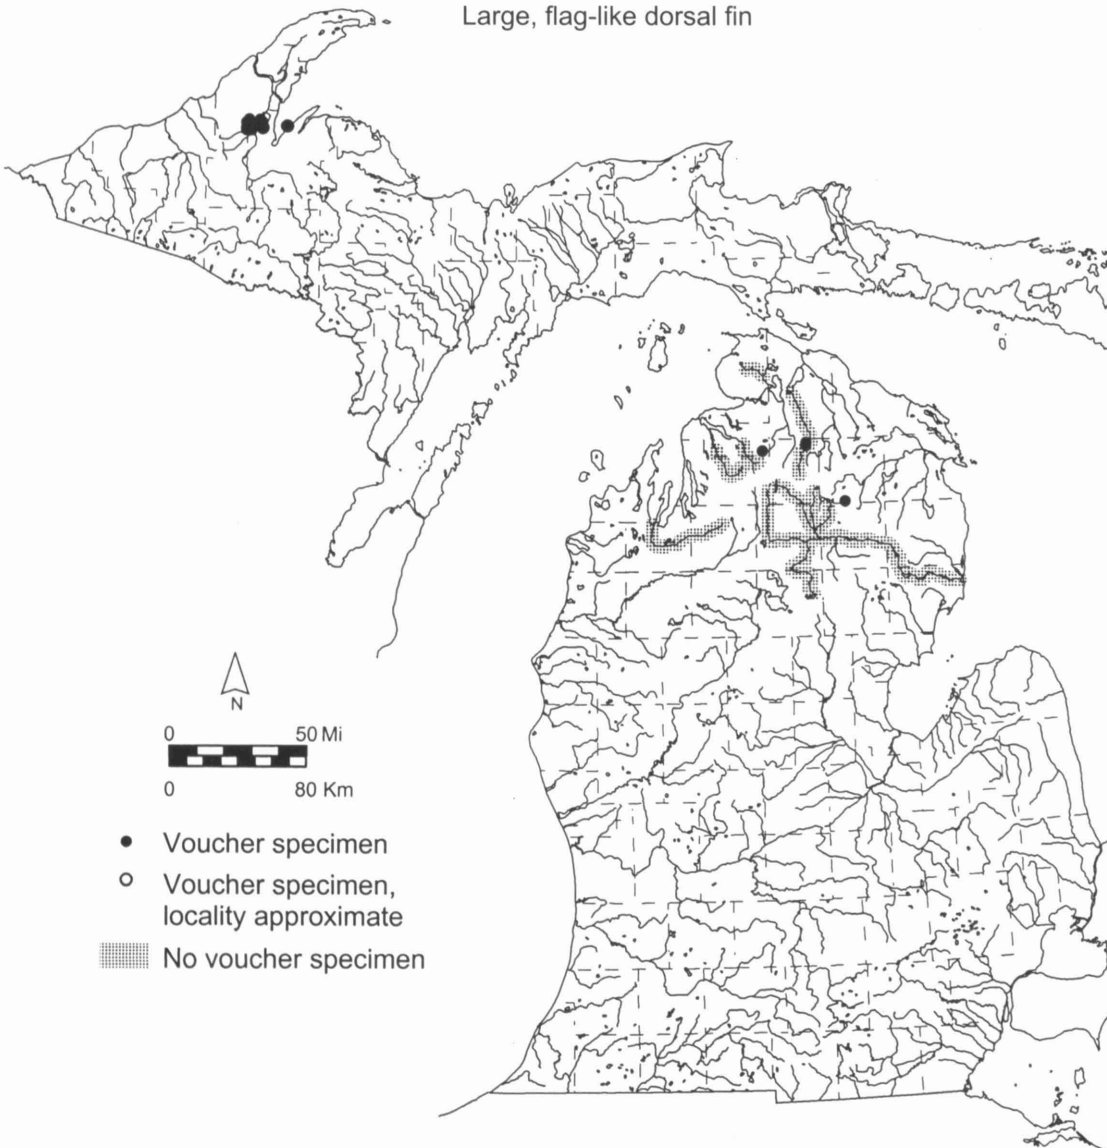 Large, flag-like dorsal fin
N
0 50 Mi
0 80 Km
Voucher specimen
Voucher specimen,
locality approximate
No voucher specimen